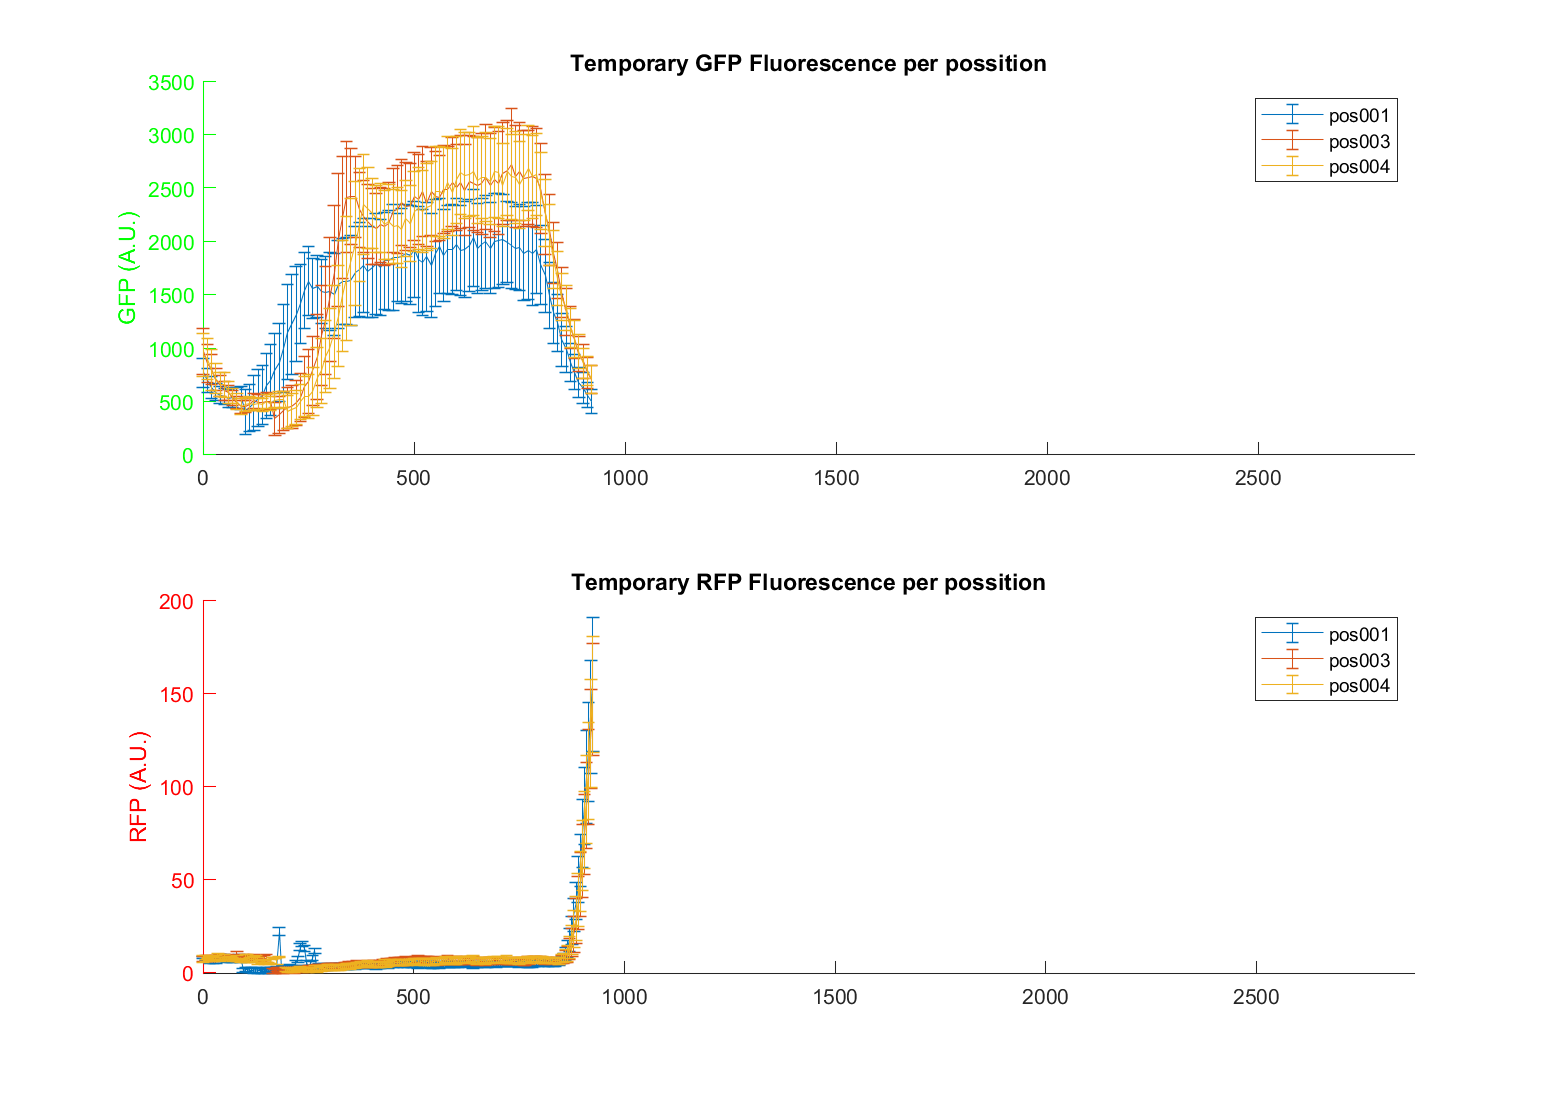 Temporary GFP Fluorescence per possition
3500
3000
2500
2000
1500
1000
500
0
GFP (A.U.)
0 500 1000 1500 2000 2500
pos001
pos003
pos004
Temporary RFP Fluorescence per possition
200
150
100
50
0
RFP (A.U.)
0 500 1000 1500 2000 2500
pos001
pos003
pos004